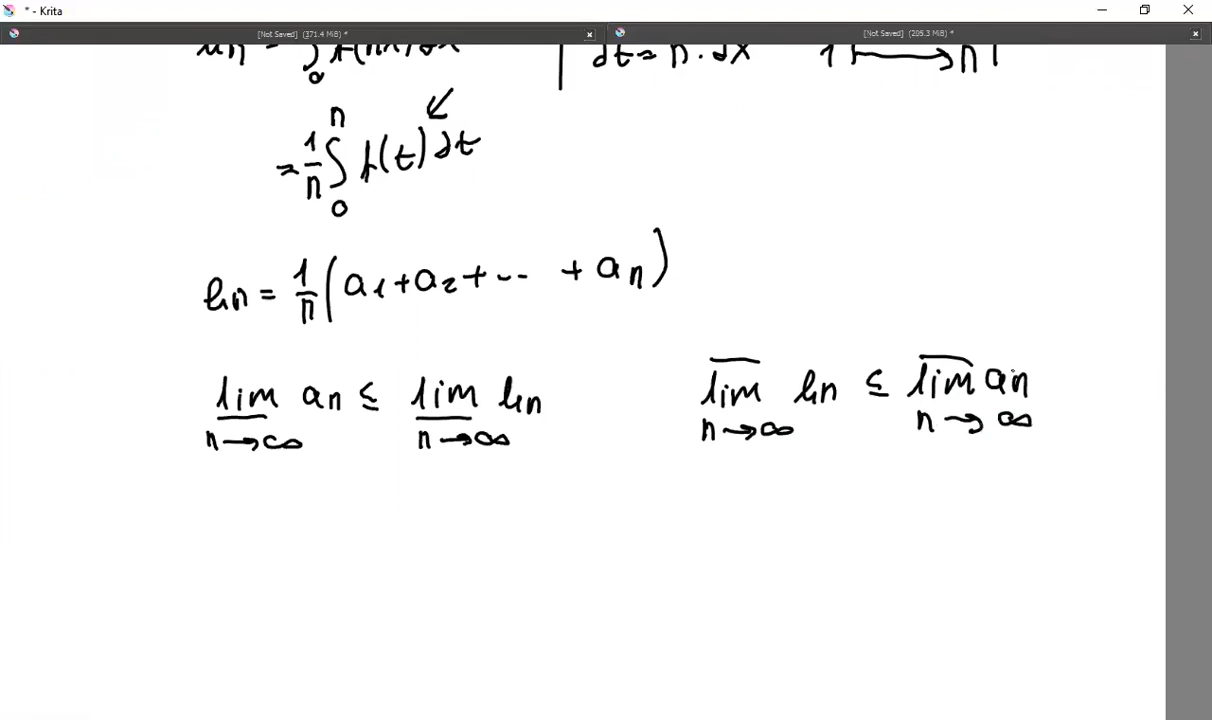 * - Krita
[Not Saved] (371.4 MiB) * [Not Saved] (205.3 MiB) *
dt = n · dx 1 ⟼ n |
= 1/n ∫₀ⁿ f(t) dt
bn = 1/n (a₁ + a₂ + ... + an)
lim an ≤ lim bn lim bn ≤ lim an
n → ∞ n → ∞ n → ∞ n → ∞